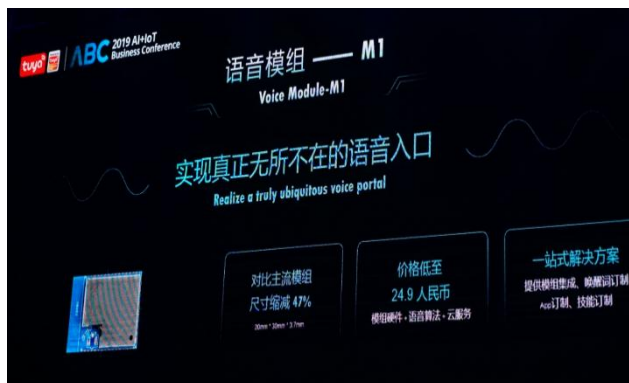 tuya
ABC 2019 AI+IoT
Business Conference
语音模组 —— M1
Voice Module-M1
实现真正无所不在的语音入口
Realize a truly ubiquitous voice portal
对比主流模组
尺寸缩减 47%
20mm * 30mm * 3.7mm
价格低至
24.9 人民币
模组硬件·语音算法·云服务
一站式解决方案
提供模组集成、唤醒词订制
App订制、技能订制